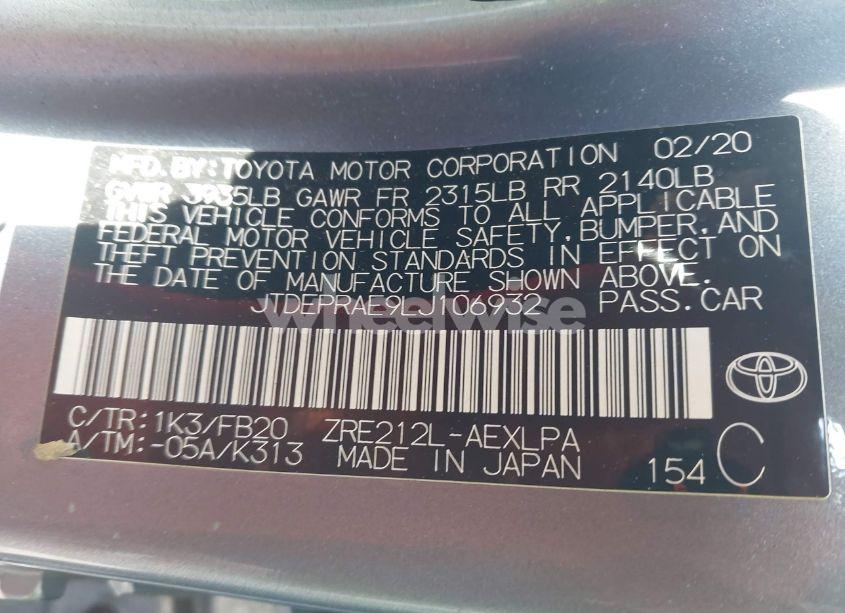 MFD.BY:TOYOTA MOTOR CORPORATION 02/20
GVWR 3935LB GAWR FR 2315LB RR 2140LB
THIS VEHICLE CONFORMS TO ALL APPLICABLE
FEDERAL MOTOR VEHICLE SAFETY,BUMPER,AND
THEFT PREVENTION STANDARDS IN EFFECT ON
THE DATE OF MANUFACTURE SHOWN ABOVE.
JTDEPRAE9LJ106932 PASS.CAR
wheelwise
C/TR:1K3/FB20 ZRE212L-AEXLPA
A/TM:-05A/K313 MADE IN JAPAN 154 C